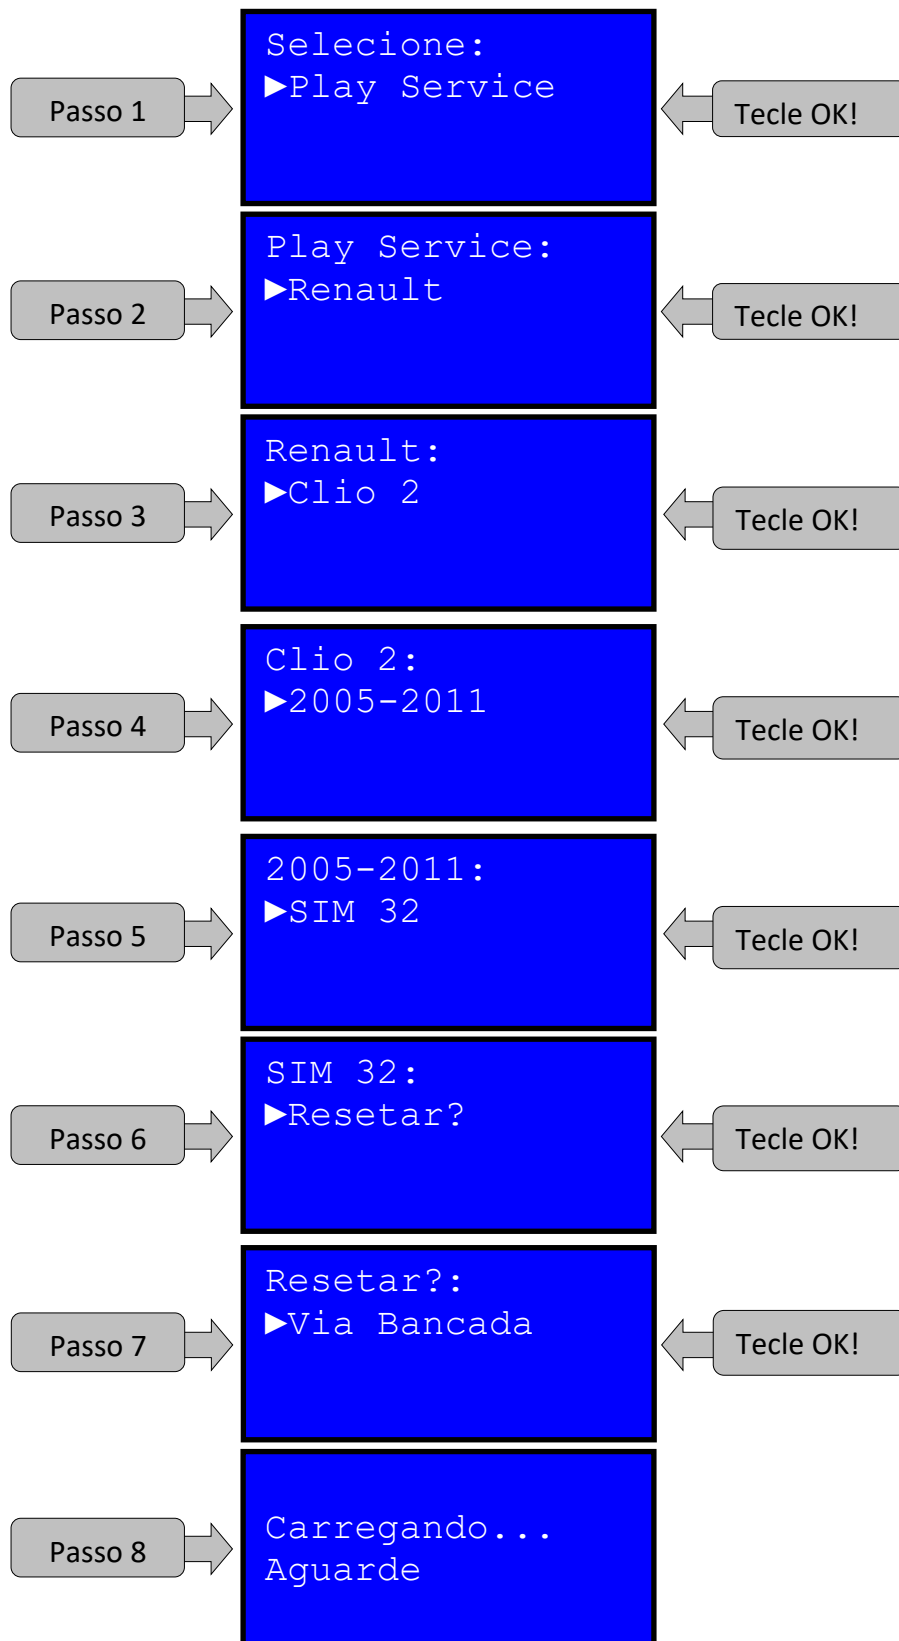 Selecione:
Passo 1
►Play Service
Tecle OK!
Play Service:
Passo 2
►Renault
Tecle OK!
Renault:
Passo 3
►Clio 2
Tecle OK!
Clio 2:
Passo 4
►2005-2011
Tecle OK!
2005-2011:
Passo 5
►SIM 32
Tecle OK!
SIM 32:
Passo 6
►Resetar?
Tecle OK!
Resetar?:
Passo 7
►Via Bancada
Tecle OK!
Passo 8
Carregando...
Aguarde